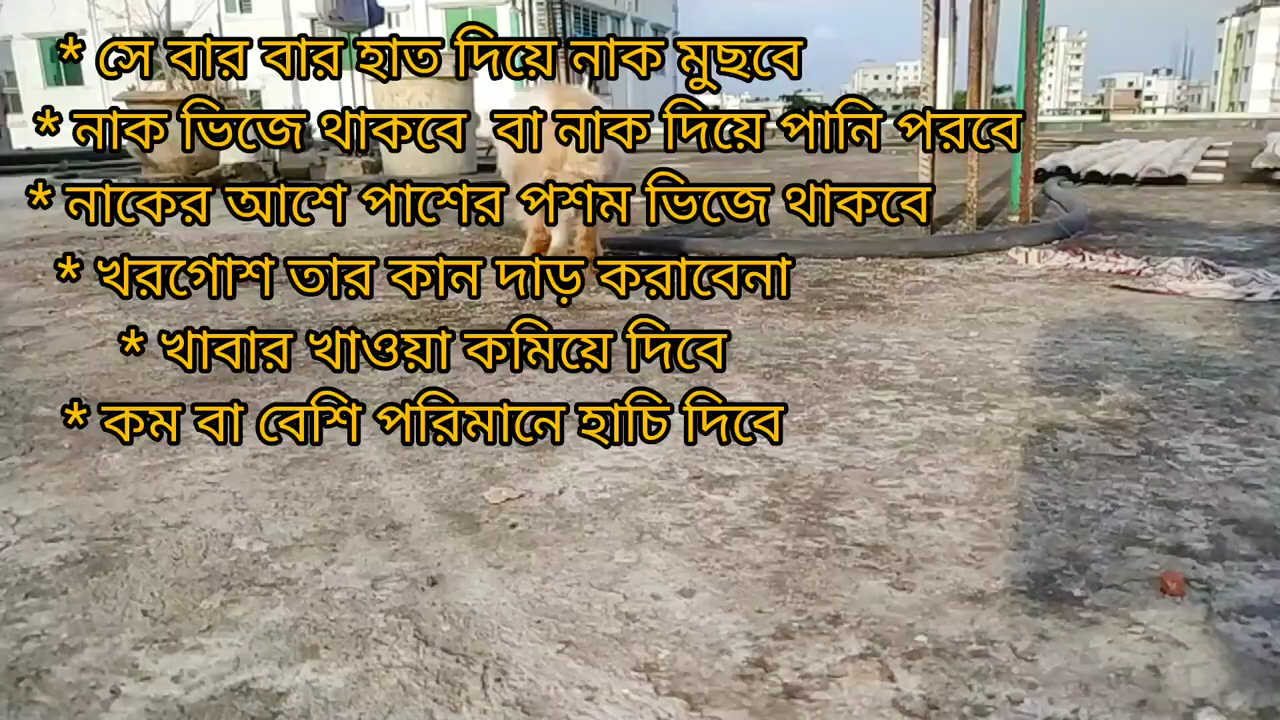 * সে বার বার হাত দিয়ে নাক মুছবে
* নাক ভিজে থাকবে বা নাক দিয়ে পানি পরবে
* নাকের আশে পাশের পশম ভিজে থাকবে
* খরগোশ তার কান দাড় করাবেনা
* খাবার খাওয়া কমিয়ে দিবে
* কম বা বেশি পরিমানে হাচি দিবে